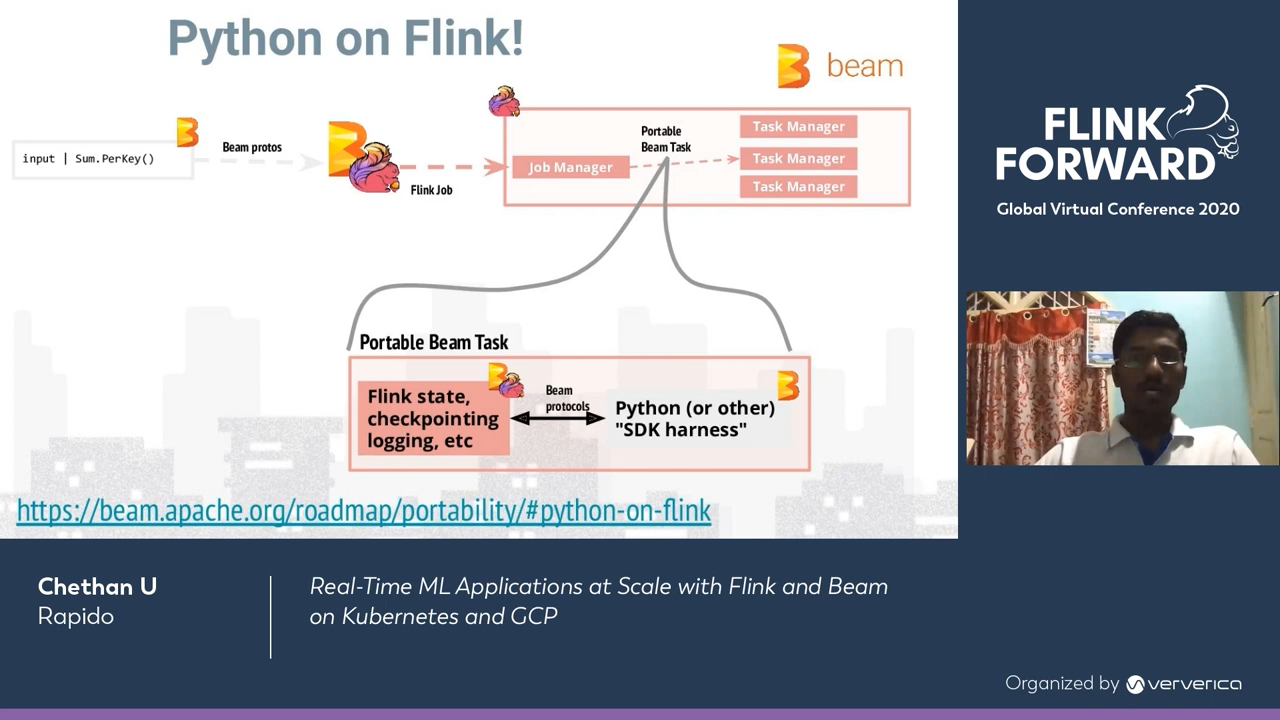 Python on Flink!
beam
input | Sum.PerKey()
Beam protos
Flink Job
Job Manager
Portable
Beam Task
Task Manager
Task Manager
Task Manager
Portable Beam Task
Flink state,
checkpointing
logging, etc
Beam
protocols
Python (or other)
"SDK harness"
https://beam.apache.org/roadmap/portability/#python-on-flink
FLINK
FORWARD
Global Virtual Conference 2020
Chethan U
Rapido
Real-Time ML Applications at Scale with Flink and Beam
on Kubernetes and GCP
Organized by ververica